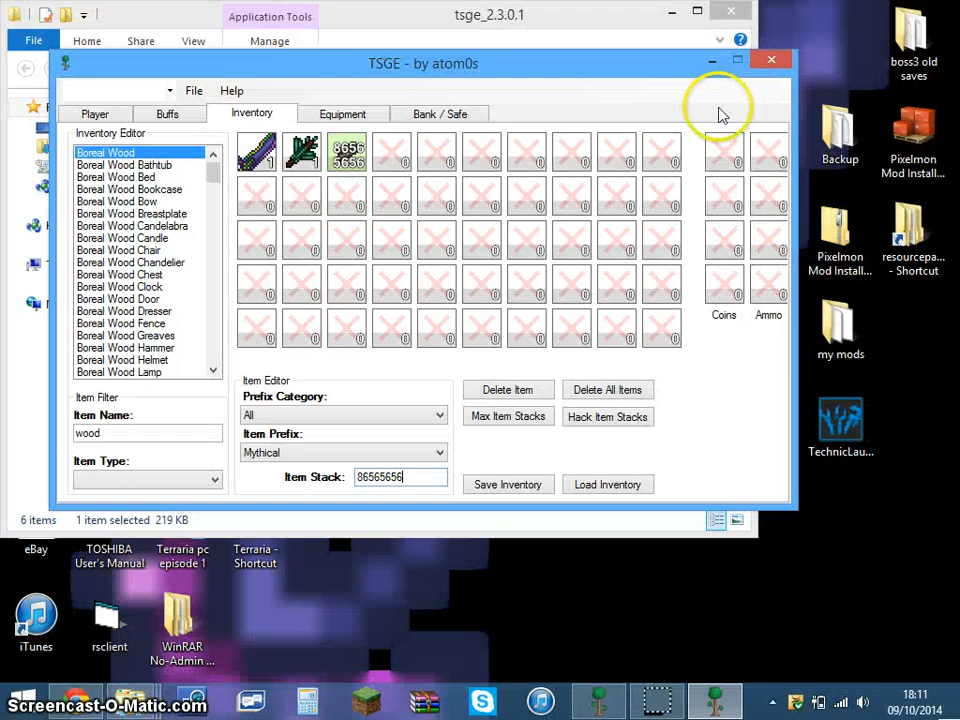 Application Tools
tsge_2.3.0.1
File
Home
Share
View
Manage
TSGE - by atom0s
File
Help
Player
Buffs
Inventory
Equipment
Bank / Safe
Inventory Editor
Boreal Wood
Boreal Wood Bathtub
Boreal Wood Bed
Boreal Wood Bookcase
Boreal Wood Bow
Boreal Wood Breastplate
Boreal Wood Candelabra
Boreal Wood Candle
Boreal Wood Chair
Boreal Wood Chandelier
Boreal Wood Chest
Boreal Wood Clock
Boreal Wood Door
Boreal Wood Dresser
Boreal Wood Fence
Boreal Wood Greaves
Boreal Wood Hammer
Boreal Wood Helmet
Boreal Wood Lamp
1 1 8656 0 0 0 0 0 0 0 0 0
5656
0 0 0 0 0 0 0 0 0 0 0 0
0 0 0 0 0 0 0 0 0 0 0 0
0 0 0 0 0 0 0 0 0 0 0 0
Coins Ammo
0 0 0 0 0 0 0 0 0 0
Item Filter
Item Name:
wood
Item Type:
Item Editor
Prefix Category:
All
Item Prefix:
Mythical
Item Stack: 86565656
Delete Item
Delete All Items
Max Item Stacks
Hack Item Stacks
Save Inventory
Load Inventory
6 items
1 item selected 219 KB
boss3 old
saves
Backup
Pixelmon
Mod Install...
Pixelmon
Mod Install...
resourcepa...
- Shortcut
my mods
TechnicLau...
eBay
TOSHIBA
User's Manual
Terraria pc
episode 1
Terraria -
Shortcut
iTunes
rsclient
WinRAR
No-Admin ...
Screencast-O-Matic.com
18:11
09/10/2014